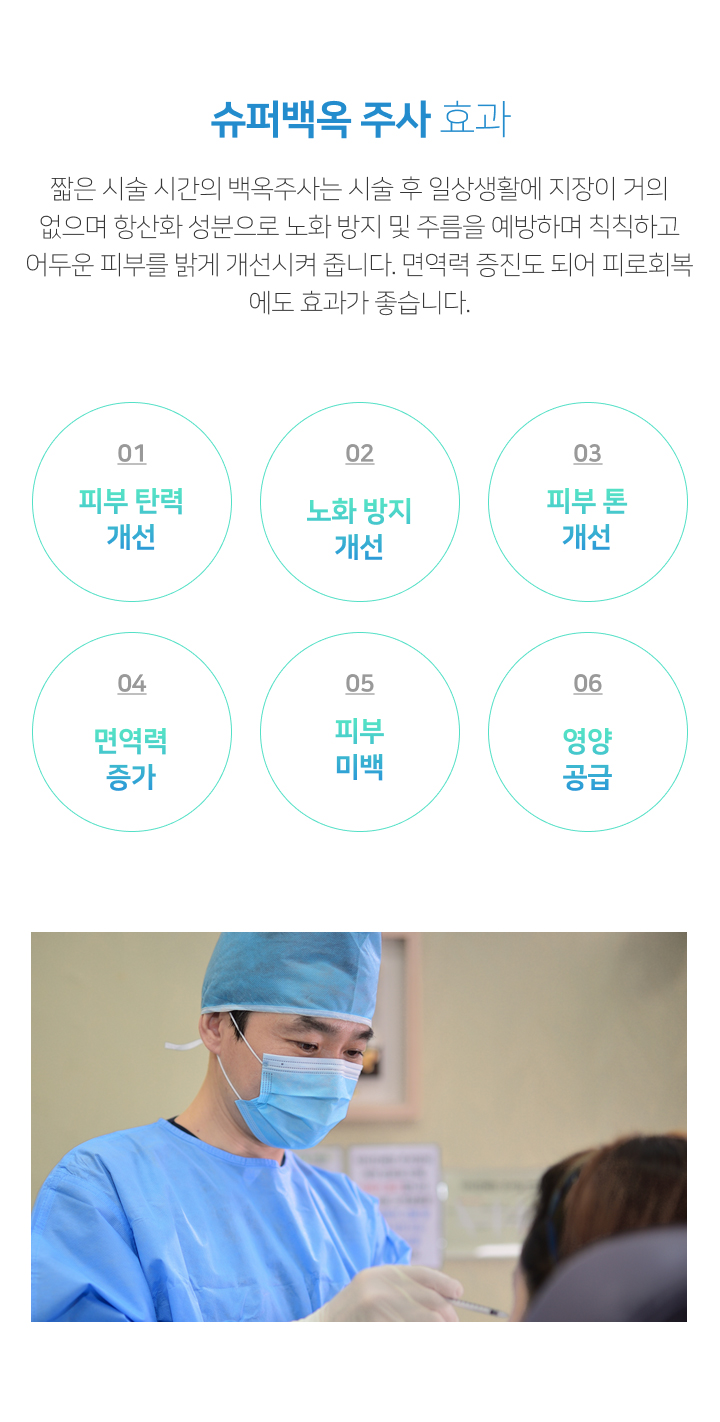 슈퍼백옥 주사 효과
짧은 시술 시간의 백옥주사는 시술 후 일상생활에 지장이 거의
없으며 항산화 성분으로 노화 방지 및 주름을 예방하며 칙칙하고
어두운 피부를 밝게 개선시켜 줍니다. 면역력 증진도 되어 피로회복
에도 효과가 좋습니다.
01
피부 탄력
개선
02
노화 방지
개선
03
피부 톤
개선
04
면역력
증가
05
피부
미백
06
영양
공급